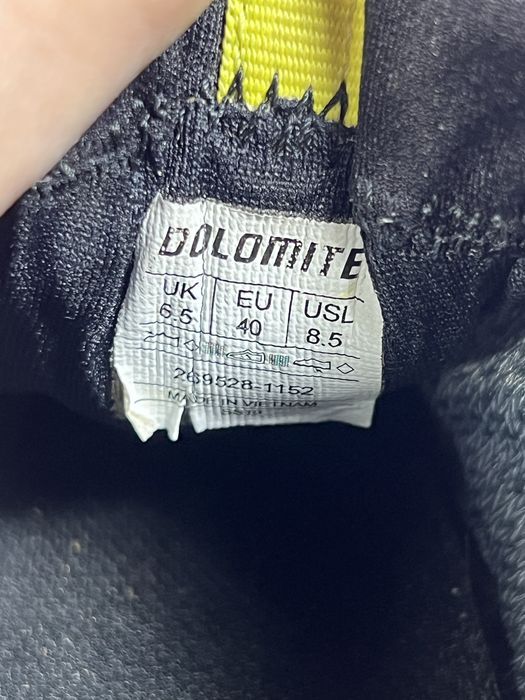 DOLOMITE
UK EU USL
6.5 40 8.5
269528-1152
MADE IN VIETNAM